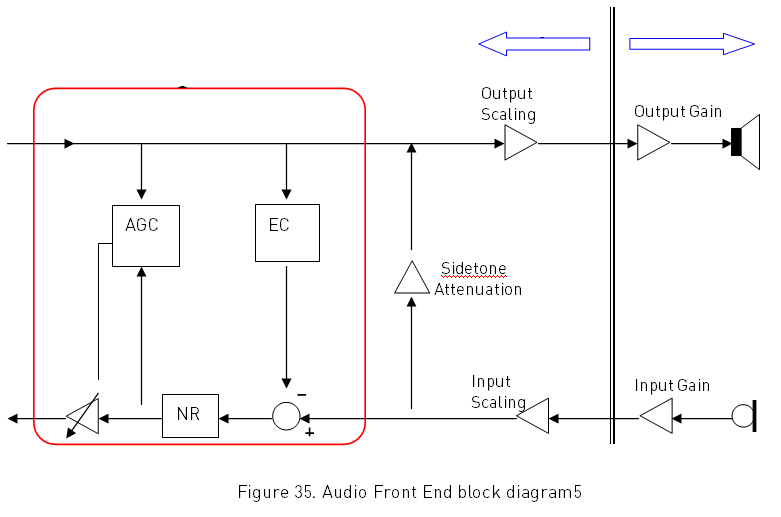 Output
Scaling
Output Gain
AGC
EC
Sidetone
Attenuation
Input
Scaling
Input Gain
NR
-
+
Figure 35. Audio Front End block diagram5